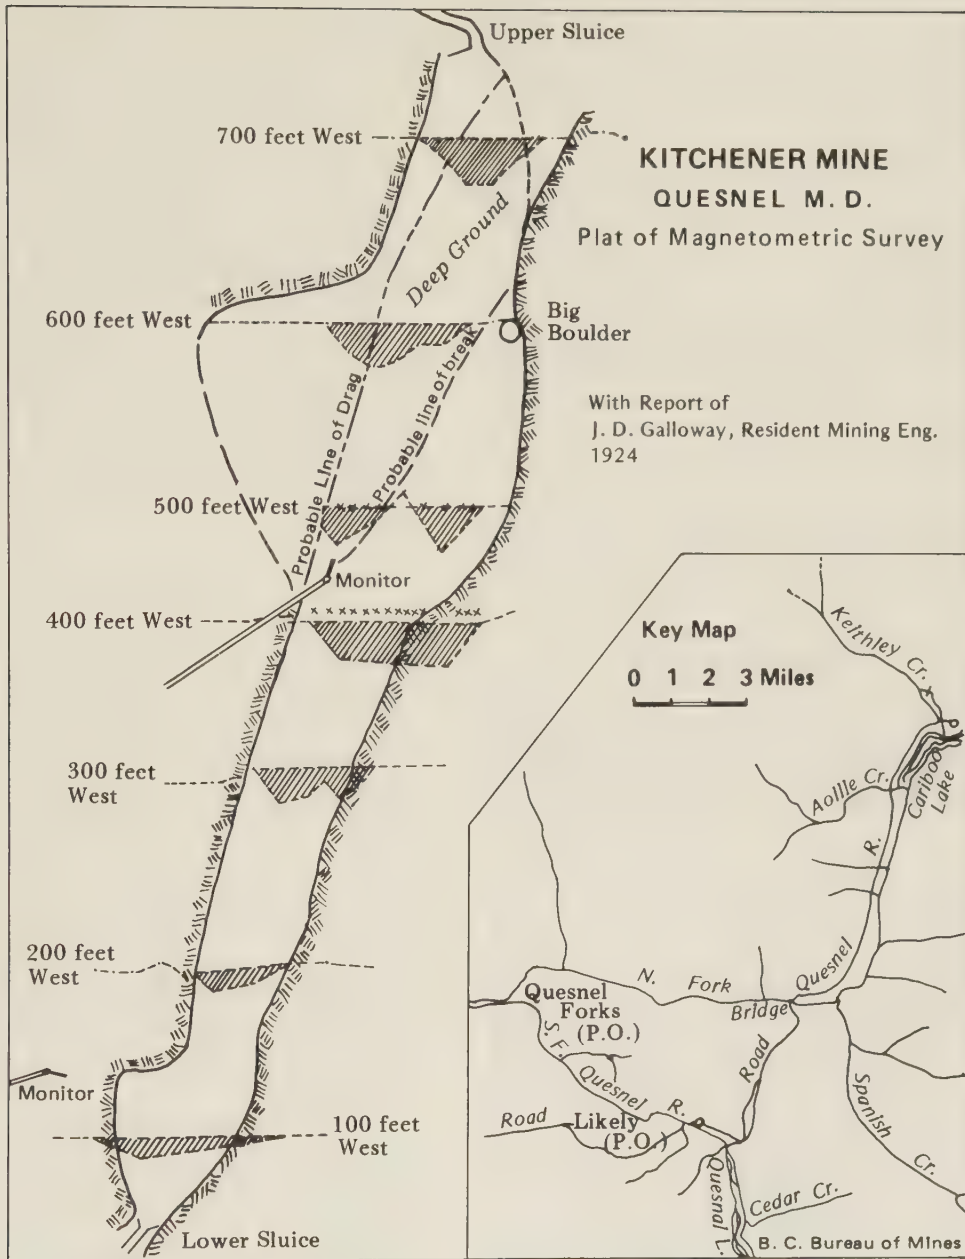 Upper Sluice
700 feet West
KITCHENER MINE
QUESNEL M. D.
Plat of Magnetometric Survey
Deep Ground
600 feet West
Big
Boulder
Probable Line of Drag
Probable line of break
With Report of
J. D. Galloway, Resident Mining Eng.
1924
500 feet West
Monitor
400 feet West
300 feet
West
200 feet
West
Monitor
100 feet
West
Lower Sluice
Key Map
0 1 2 3 Miles
Keithley Cr.
Aollle Cr.
Cariboo
Lake
R.
Quesnel
N. Fork
Bridge
Quesnel
Forks
(P.O.)
S. F.
Quesnel
R.
Road
Road
Likely
(P.O.)
Spanish
Cr.
Quesnal L.
Cedar Cr.
B. C. Bureau of Mines